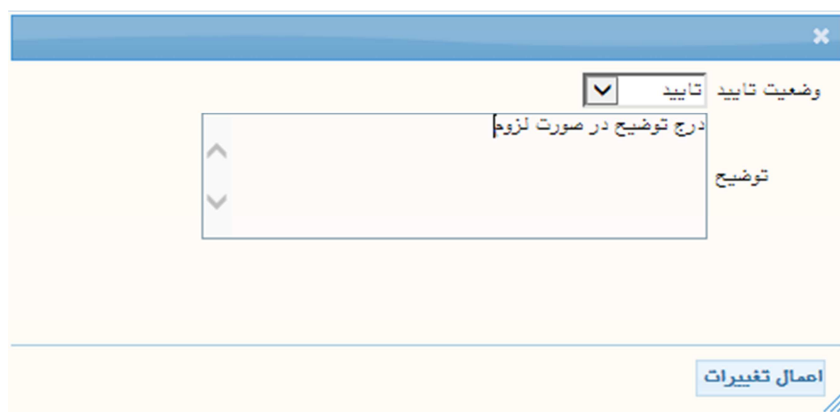 وضعیت تایید تایید
درج توضیح در صورت لزوم
توضیح
اعمال تغییرات